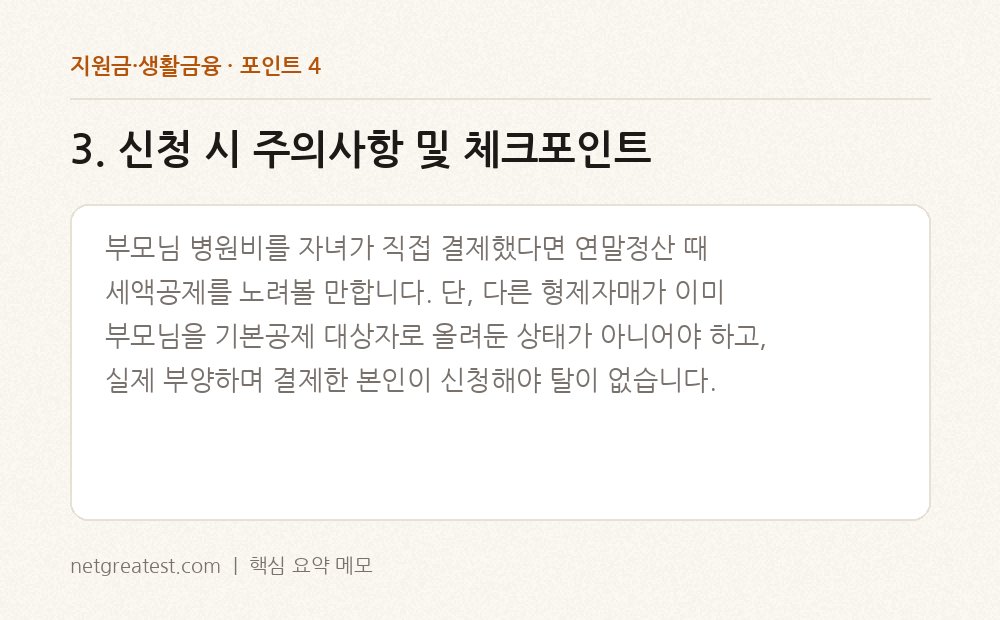 지원금·생활금융 · 포인트 4
3. 신청 시 주의사항 및 체크포인트
부모님 병원비를 자녀가 직접 결제했다면 연말정산 때
세액공제를 노려볼 만합니다. 단, 다른 형제자매가 이미
부모님을 기본공제 대상자로 올려둔 상태가 아니어야 하고,
실제 부양하며 결제한 본인이 신청해야 탈이 없습니다.
netgreatest.com | 핵심 요약 메모